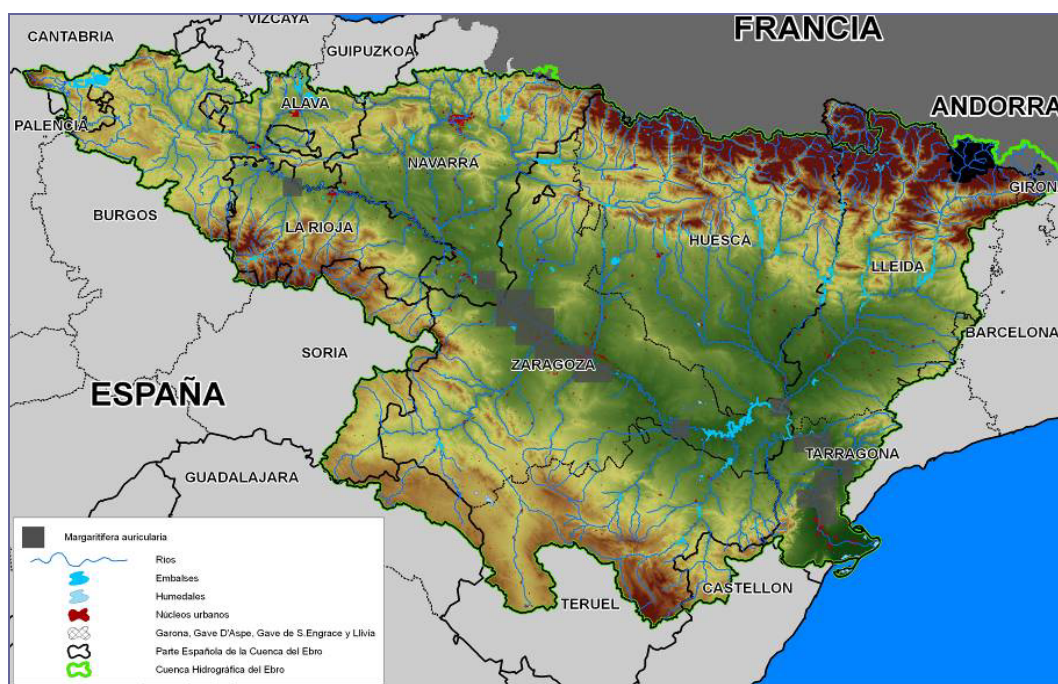 VIZCAYA
FRANCIA
CANTABRIA
GUIPUZKOA
ANDORRA
ALAVA
PALENCIA
NAVARRA
GIRON
BURGOS
LA RIOJA
HUESCA
LLEIDA
BARCELONA
SORIA
ZARAGOZA
ESPAÑA
TARRAGONA
GUADALAJARA
CASTELLON
TERUEL
Margaritifera auricularia
Rios
Embalses
Humedales
Núcleos urbanos
Garona, Gave D'Aspe, Gave de S.Engrace y Llivia
Parte Española de la Cuenca del Ebro
Cuenca Hidrográfica del Ebro